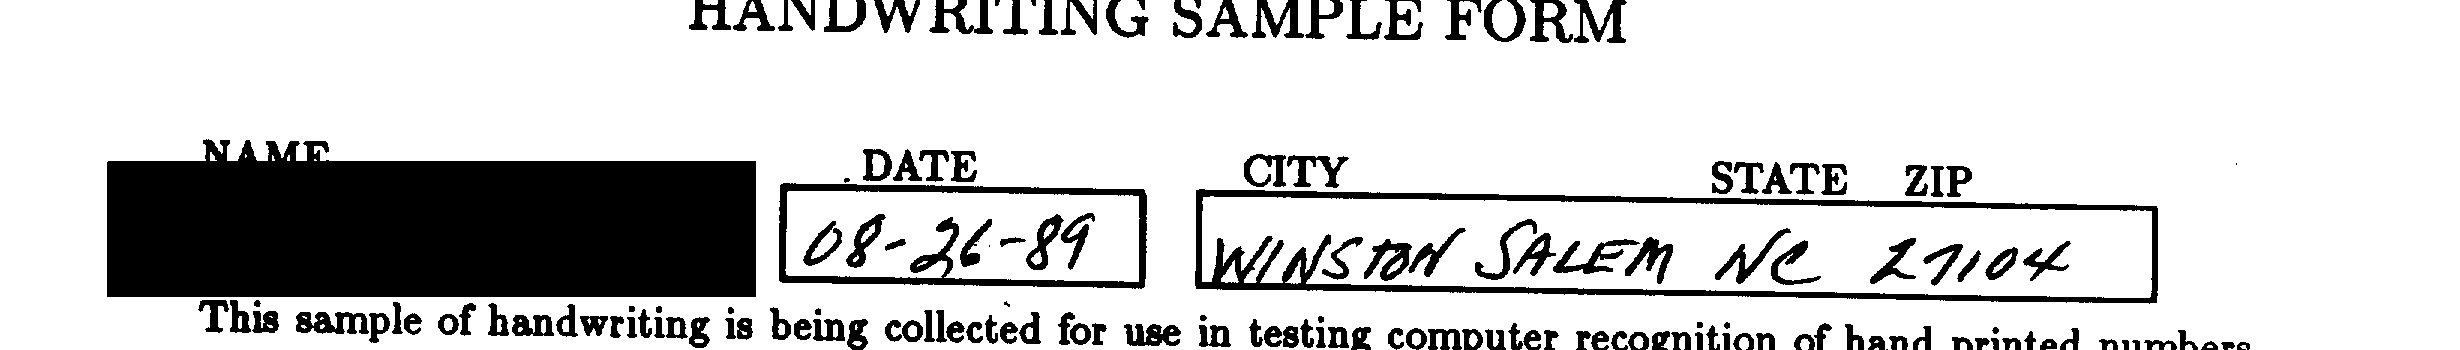 HANDWRITING SAMPLE FORM
NAME DATE CITY STATE ZIP
08-26-89 WINSTON SALEM NC 27104
This sample of handwriting is being collected for use in testing computer recognition of hand printed numbers